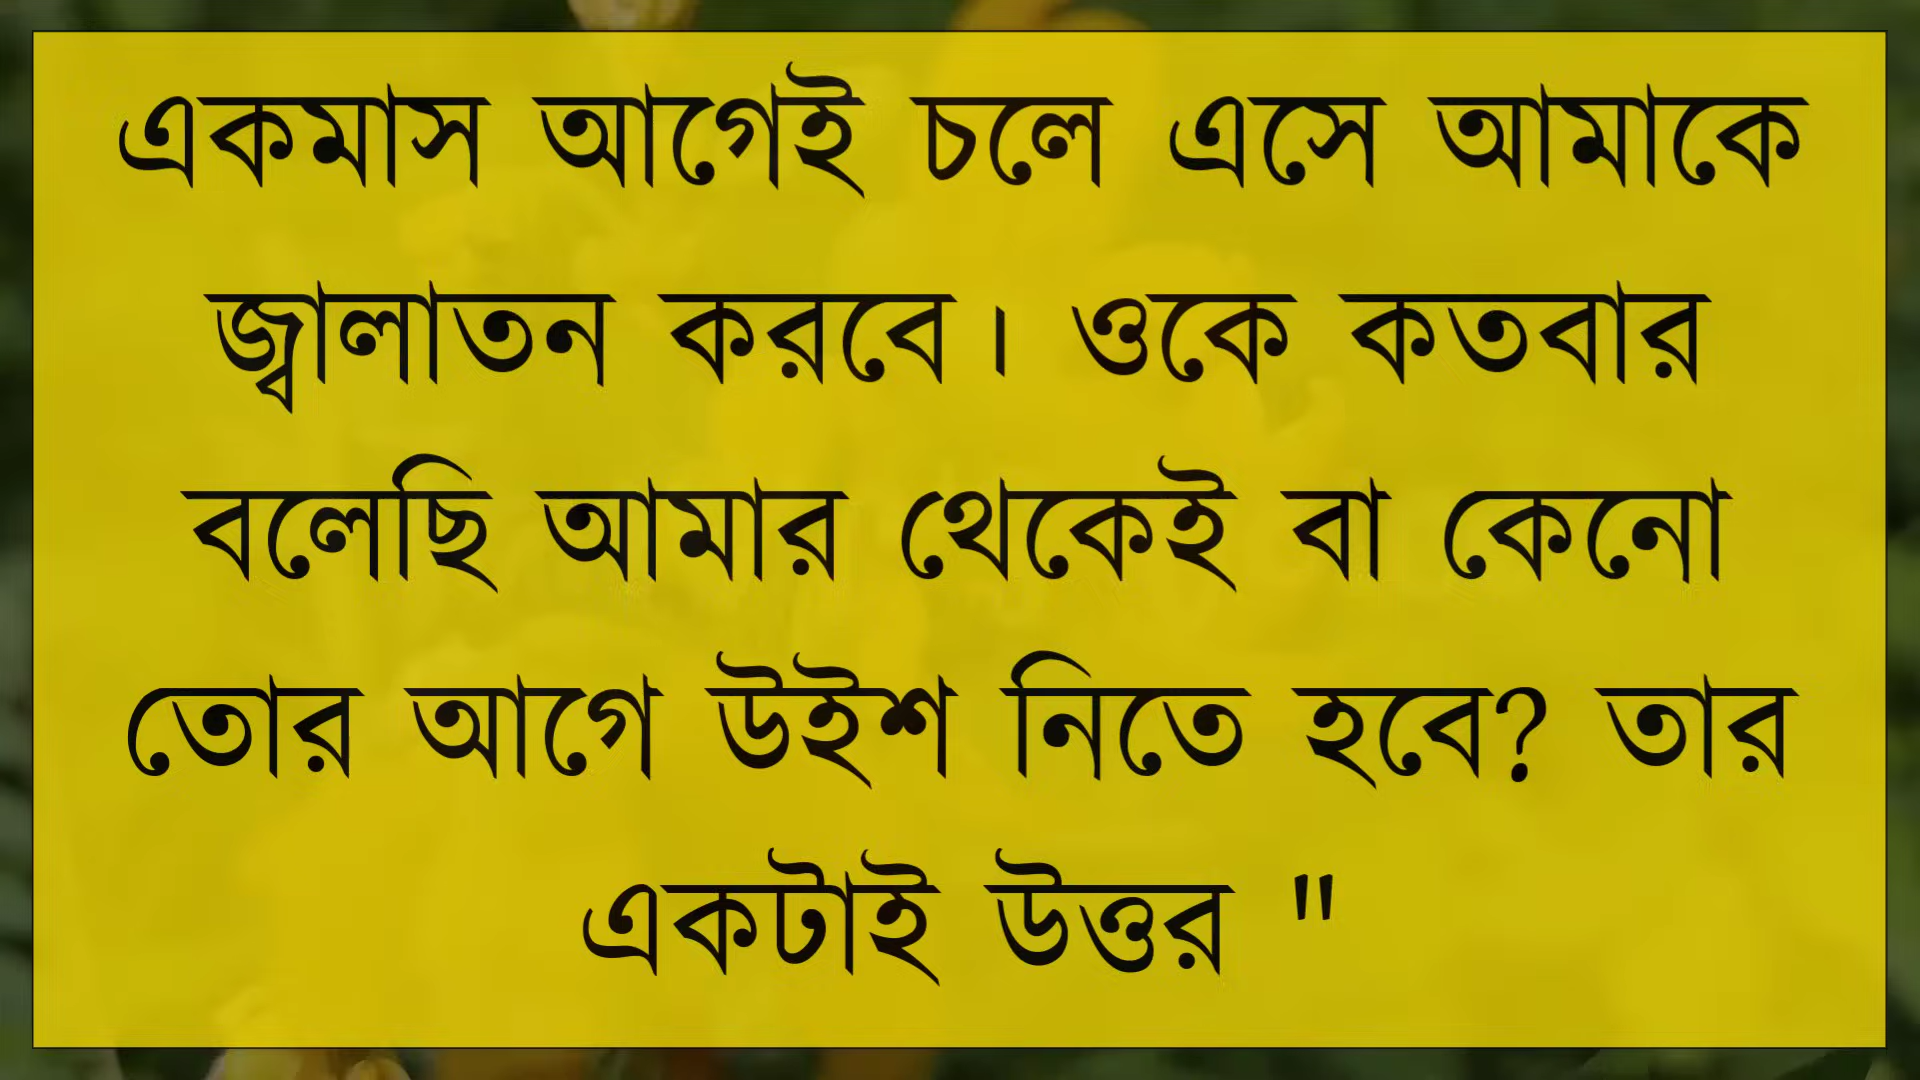 একমাস আগেই চলে এসে আমাকে
জ্বালাতন করবে। ওকে কতবার
বলেছি আমার থেকেই বা কেনো
তোর আগে উইশ নিতে হবে? তার
একটাই উত্তর "